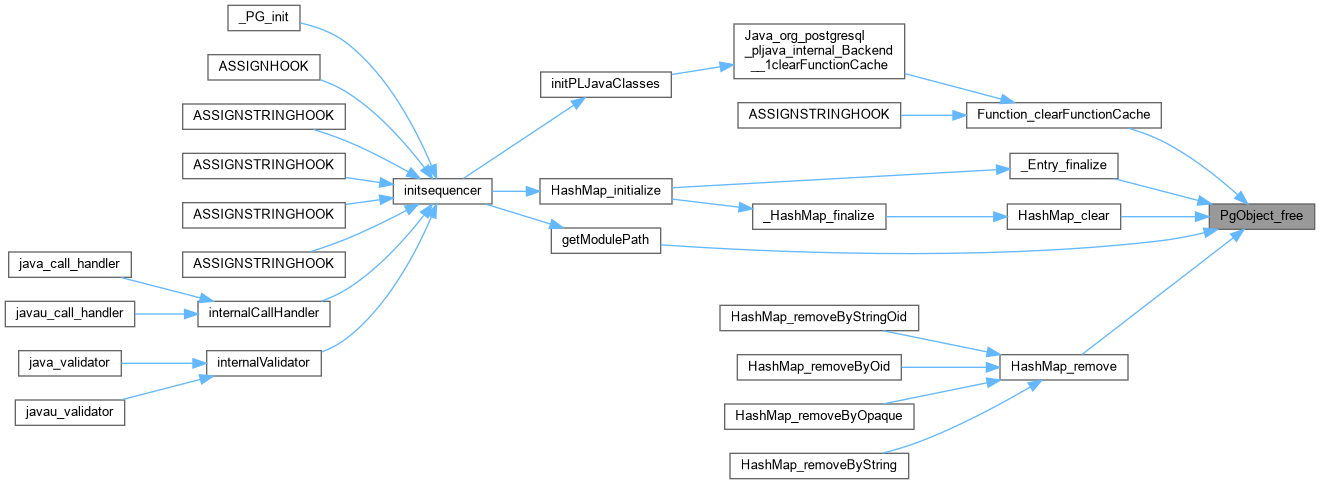 _PG_init
ASSIGNHOOK
ASSIGNSTRINGHOOK
ASSIGNSTRINGHOOK
ASSIGNSTRINGHOOK
ASSIGNSTRINGHOOK
java_call_handler
javau_call_handler
internalCallHandler
java_validator
javau_validator
internalValidator
initsequencer
initPLJavaClasses
HashMap_initialize
getModulePath
Java_org_postgresql
_pljava_internal_Backend
__1clearFunctionCache
ASSIGNSTRINGHOOK
_HashMap_finalize
HashMap_removeByStringOid
HashMap_removeByOid
HashMap_removeByOpaque
HashMap_removeByString
Function_clearFunctionCache
_Entry_finalize
HashMap_clear
HashMap_remove
PgObject_free